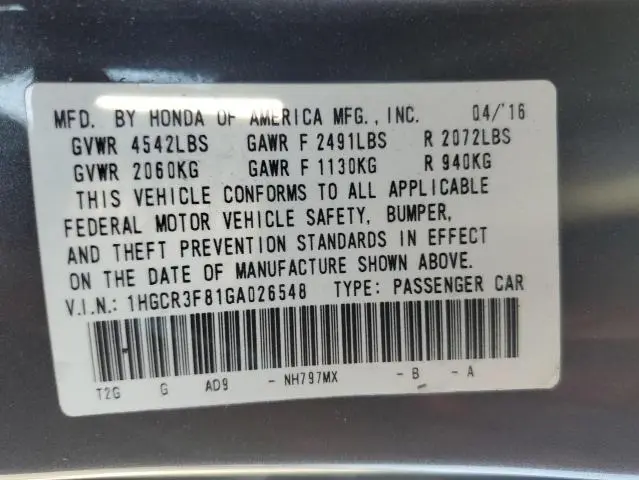 MFD. BY HONDA OF AMERICA MFG., INC. 04/'16
GVWR 4542LBS GAWR F 2491LBS R 2072LBS
GVWR 2060KG GAWR F 1130KG R 940KG
THIS VEHICLE CONFORMS TO ALL APPLICABLE
FEDERAL MOTOR VEHICLE SAFETY, BUMPER,
AND THEFT PREVENTION STANDARDS IN EFFECT
ON THE DATE OF MANUFACTURE SHOWN ABOVE.
V.I.N.: 1HGCR3F81GA026548 TYPE: PASSENGER CAR
T2G G AD9 - NH797MX - B - A